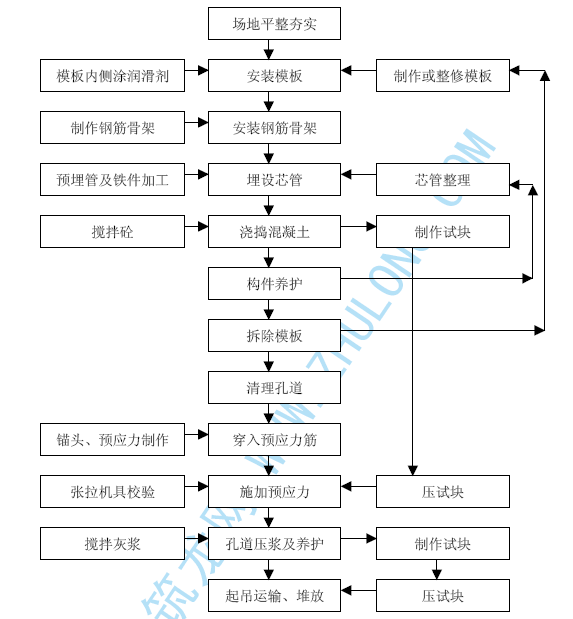 场地平整夯实
模板内侧涂润滑剂
安装模板
制作或整修模板
制作钢筋骨架
安装钢筋骨架
预埋管及铁件加工
埋设芯管
芯管整理
搅拌砼
浇捣混凝土
制作试块
构件养护
拆除模板
清理孔道
锚头、预应力制作
穿入预应力筋
张拉机具校验
施加预应力
压试块
搅拌灰浆
孔道压浆及养护
制作试块
起吊运输、堆放
压试块
筑龙网 WWW.ZHULONG.COM